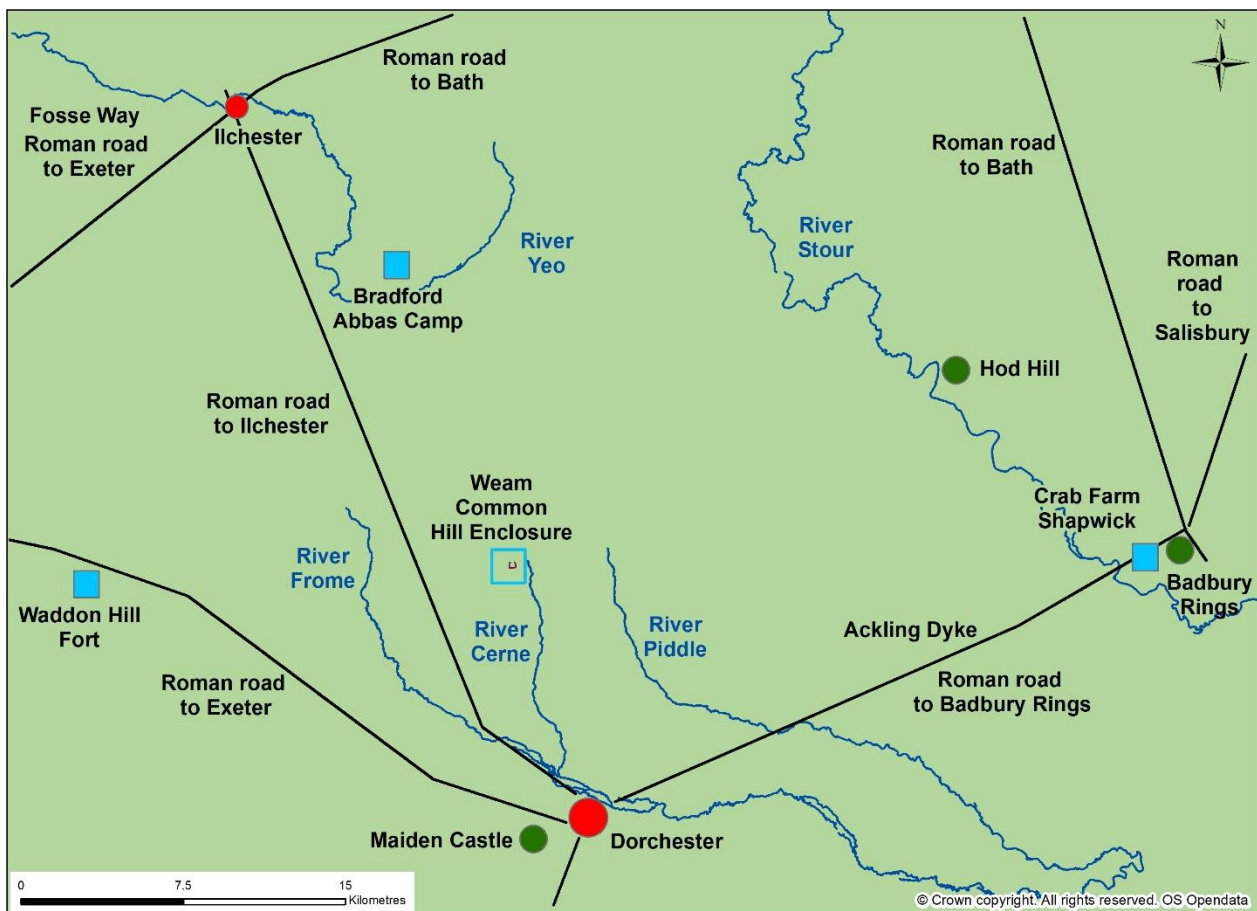 N
Roman road
to Bath
Fosse Way
Roman road
to Exeter
Ilchester
Roman road
to Bath
River
Yeo
River
Stour
Roman
road
to
Salisbury
Bradford
Abbas Camp
Hod Hill
Roman road
to Ilchester
Weam
Common
Hill Enclosure
Crab Farm
Shapwick
River
Frome
Badbury
Rings
Waddon Hill
Fort
River
Cerne
River
Piddle
Ackling Dyke
Roman road
to Exeter
Roman road
to Badbury Rings
Maiden Castle
Dorchester
0 7.5 15
Kilometres
© Crown copyright. All rights reserved. OS Opendata